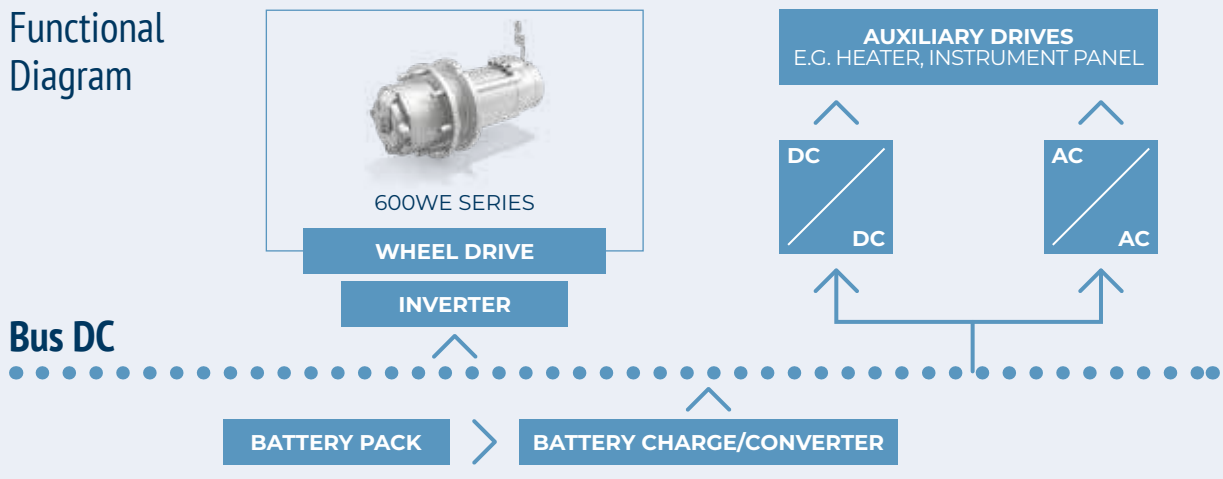 Functional
Diagram
600WE SERIES
WHEEL DRIVE
INVERTER
AUXILIARY DRIVES
E.G. HEATER, INSTRUMENT PANEL
DC
DC
AC
AC
Bus DC
BATTERY PACK
BATTERY CHARGE/CONVERTER